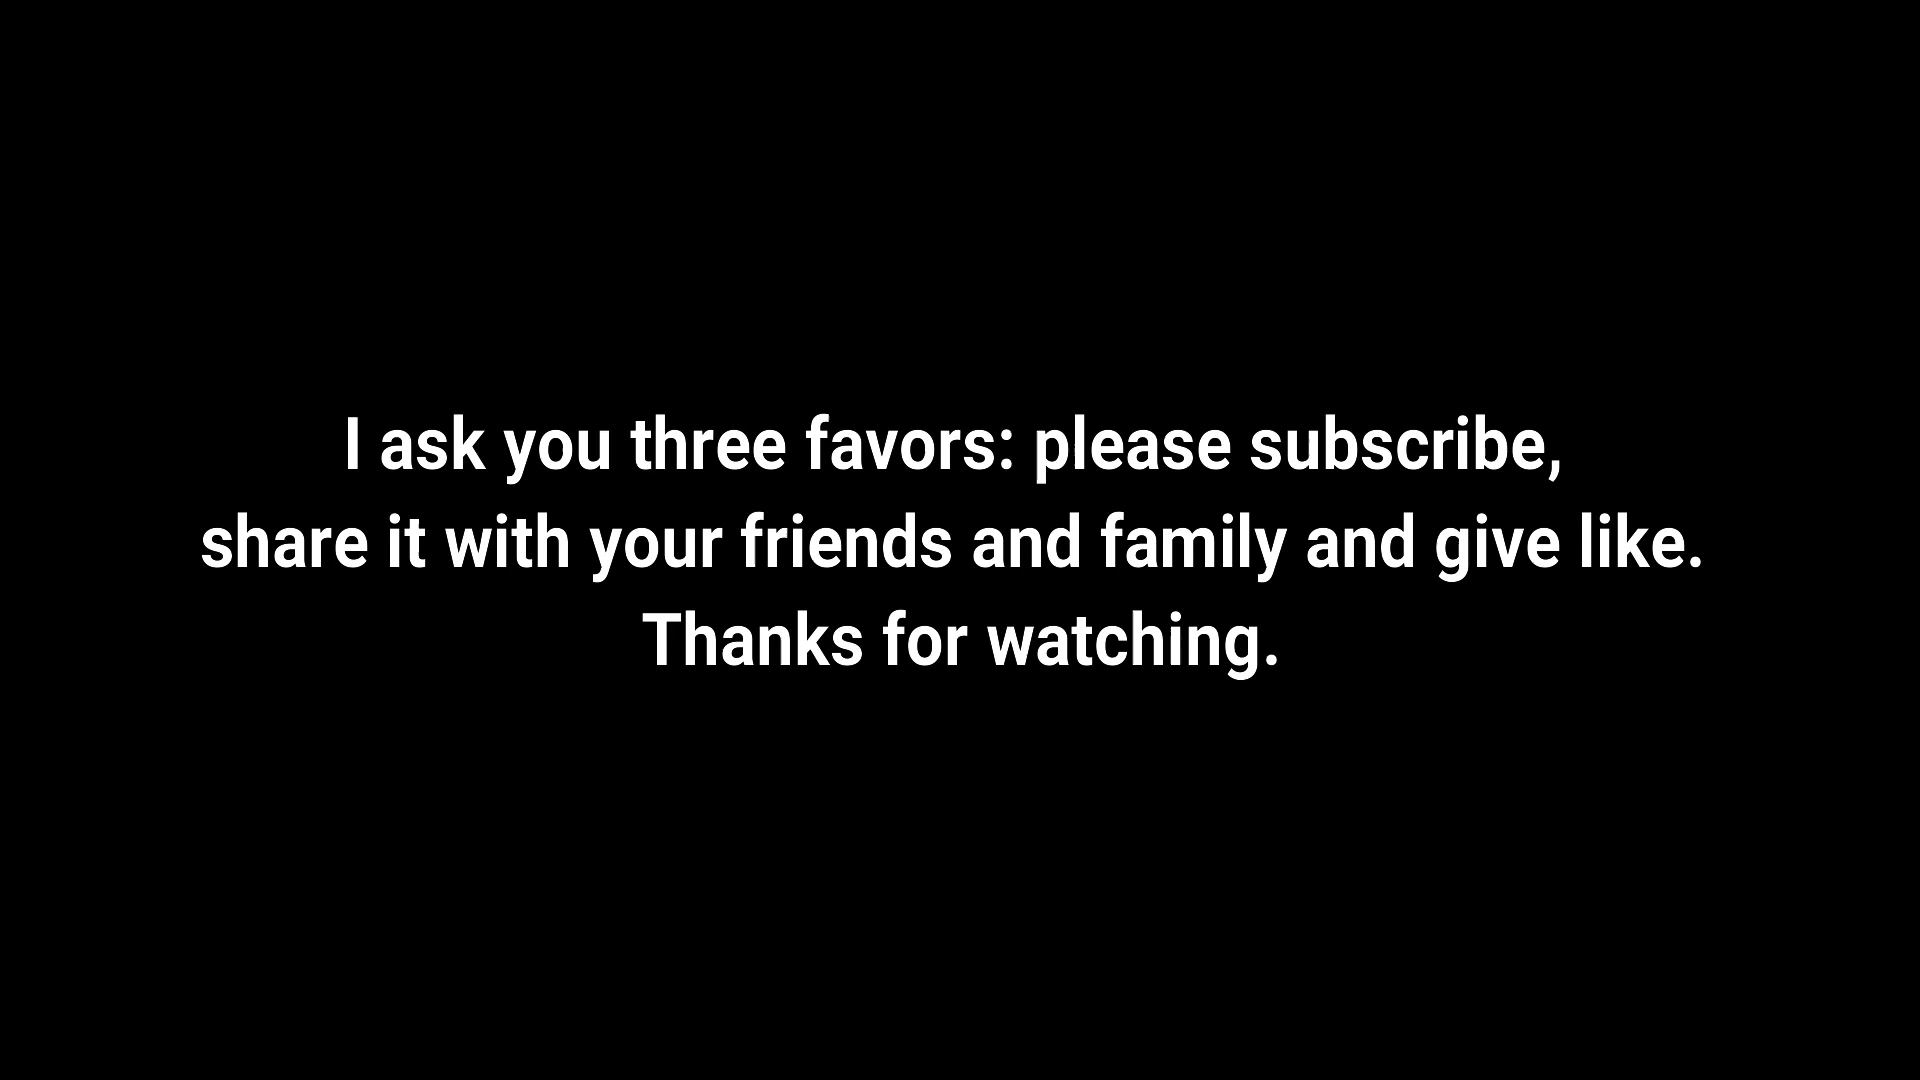 I ask you three favors: please subscribe,
share it with your friends and family and give like.
Thanks for watching.